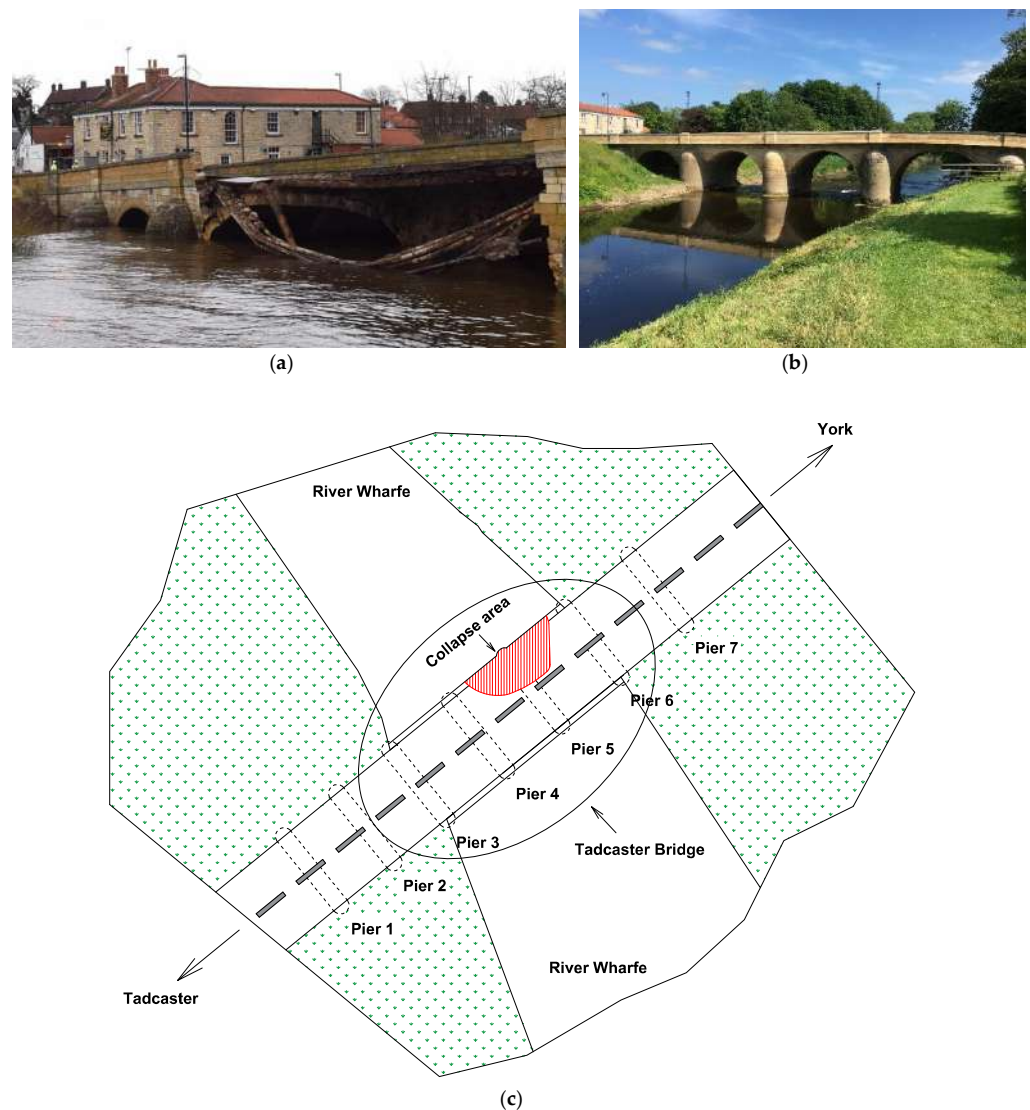 (a)
(b)
York
River Wharfe
Collapse area
Pier 7
Pier 6
Pier 5
Pier 4
Pier 3
Tadcaster Bridge
Pier 2
Pier 1
River Wharfe
Tadcaster
(c)